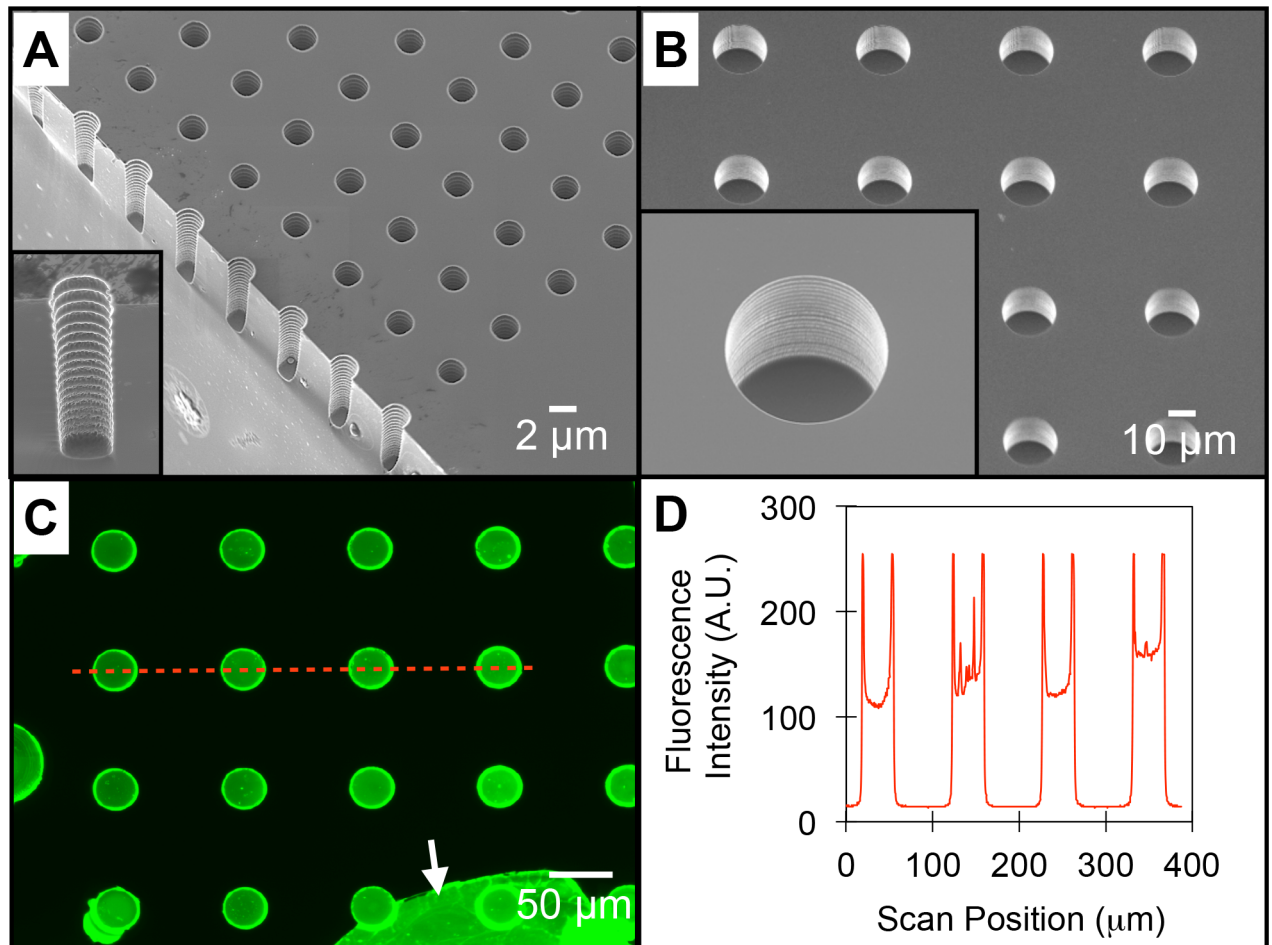 A
2 µm
B
10 µm
C
50 µm
D
300
200
100
0
Fluorescence
Intensity (A.U.)
0 100 200 300 400
Scan Position (µm)